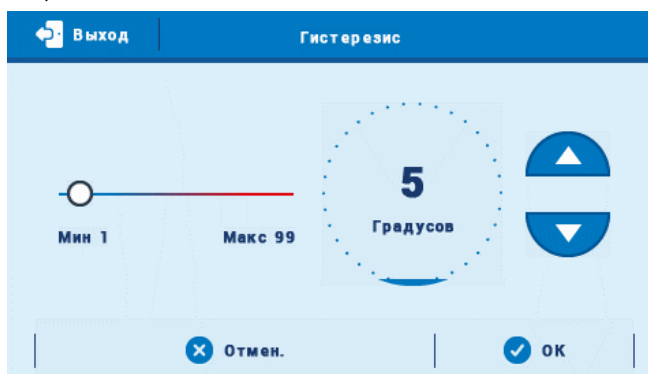 Выход
Гистерезис
5
Градусов
Мин 1
Макс 99
Отмен.
OK